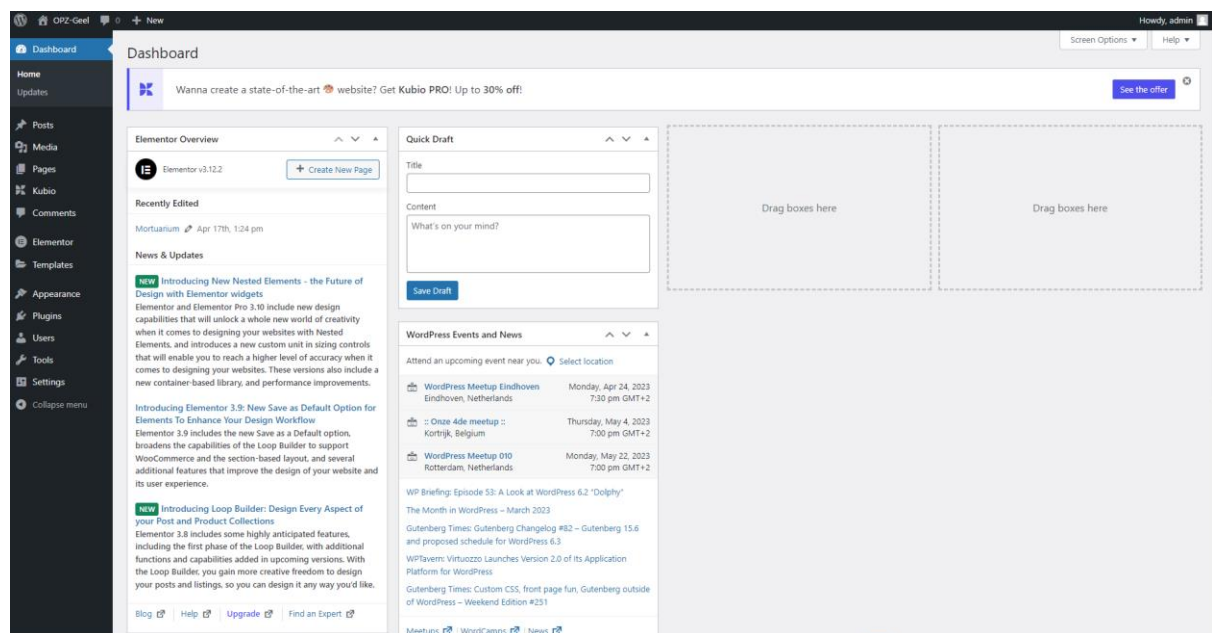 OPZ-Geel 0 + New Howdy, admin
Dashboard
Home
Updates
Posts
Media
Pages
Kubio
Comments
Elementor
Templates
Appearance
Plugins
Users
Tools
Settings
Collapse menu
Screen Options ▼ Help ▼
Dashboard
Wanna create a state-of-the-art website? Get Kubio PRO! Up to 30% off!
See the offer
Elementor Overview
Elementor v3.12.2
+ Create New Page
Recently Edited
Mortuarium Apr 17th, 1:24 pm
News & Updates
NEW Introducing New Nested Elements - the Future of
Design with Elementor widgets
Elementor and Elementor Pro 3.10 include new design
capabilities that will unlock a whole new world of creativity
when it comes to designing your websites with Nested
Elements, and introduces a new custom unit in sizing controls
that will enable you to reach a higher level of accuracy when it
comes to designing your websites. These versions also include a
new container-based library, and performance improvements.
Introducing Elementor 3.9: New Save as Default Option for
Elements To Enhance Your Design Workflow
Elementor 3.9 includes the new Save as a Default option,
broadens the capabilities of the Loop Builder to support
WooCommerce and the section-based layout, and several
additional features that improve the design of your website and
its user experience.
NEW Introducing Loop Builder: Design Every Aspect of
your Post and Product Collections
Elementor 3.8 includes some highly anticipated features,
including the first phase of the Loop Builder, with additional
functions and capabilities added in upcoming versions. With
the Loop Builder, you gain more creative freedom to design
your posts and listings, so you can design it any way you'd like.
Blog Help Upgrade Find an Expert
Quick Draft
Title
Content
What's on your mind?
Save Draft
WordPress Events and News
Attend an upcoming event near you. Select location
WordPress Meetup Eindhoven Monday, Apr 24, 2023
Eindhoven, Netherlands 7:30 pm GMT+2
:: Onze 4de meetup :: Thursday, May 4, 2023
Kortrijk, Belgium 7:00 pm GMT+2
WordPress Meetup 010 Monday, May 22, 2023
Rotterdam, Netherlands 7:00 pm GMT+2
WP Briefing: Episode 53: A Look at WordPress 6.2 "Dolphy"
The Month in WordPress – March 2023
Gutenberg Times: Gutenberg Changelog #82 – Gutenberg 15.6
and proposed schedule for WordPress 6.3
WPTavern: Virtuozzo Launches Version 2.0 of Its Application
Platform for WordPress
Gutenberg Times: Custom CSS, front page fun, Gutenberg outside
of WordPress – Weekend Edition #251
Meetups WordCamps News
Drag boxes here
Drag boxes here